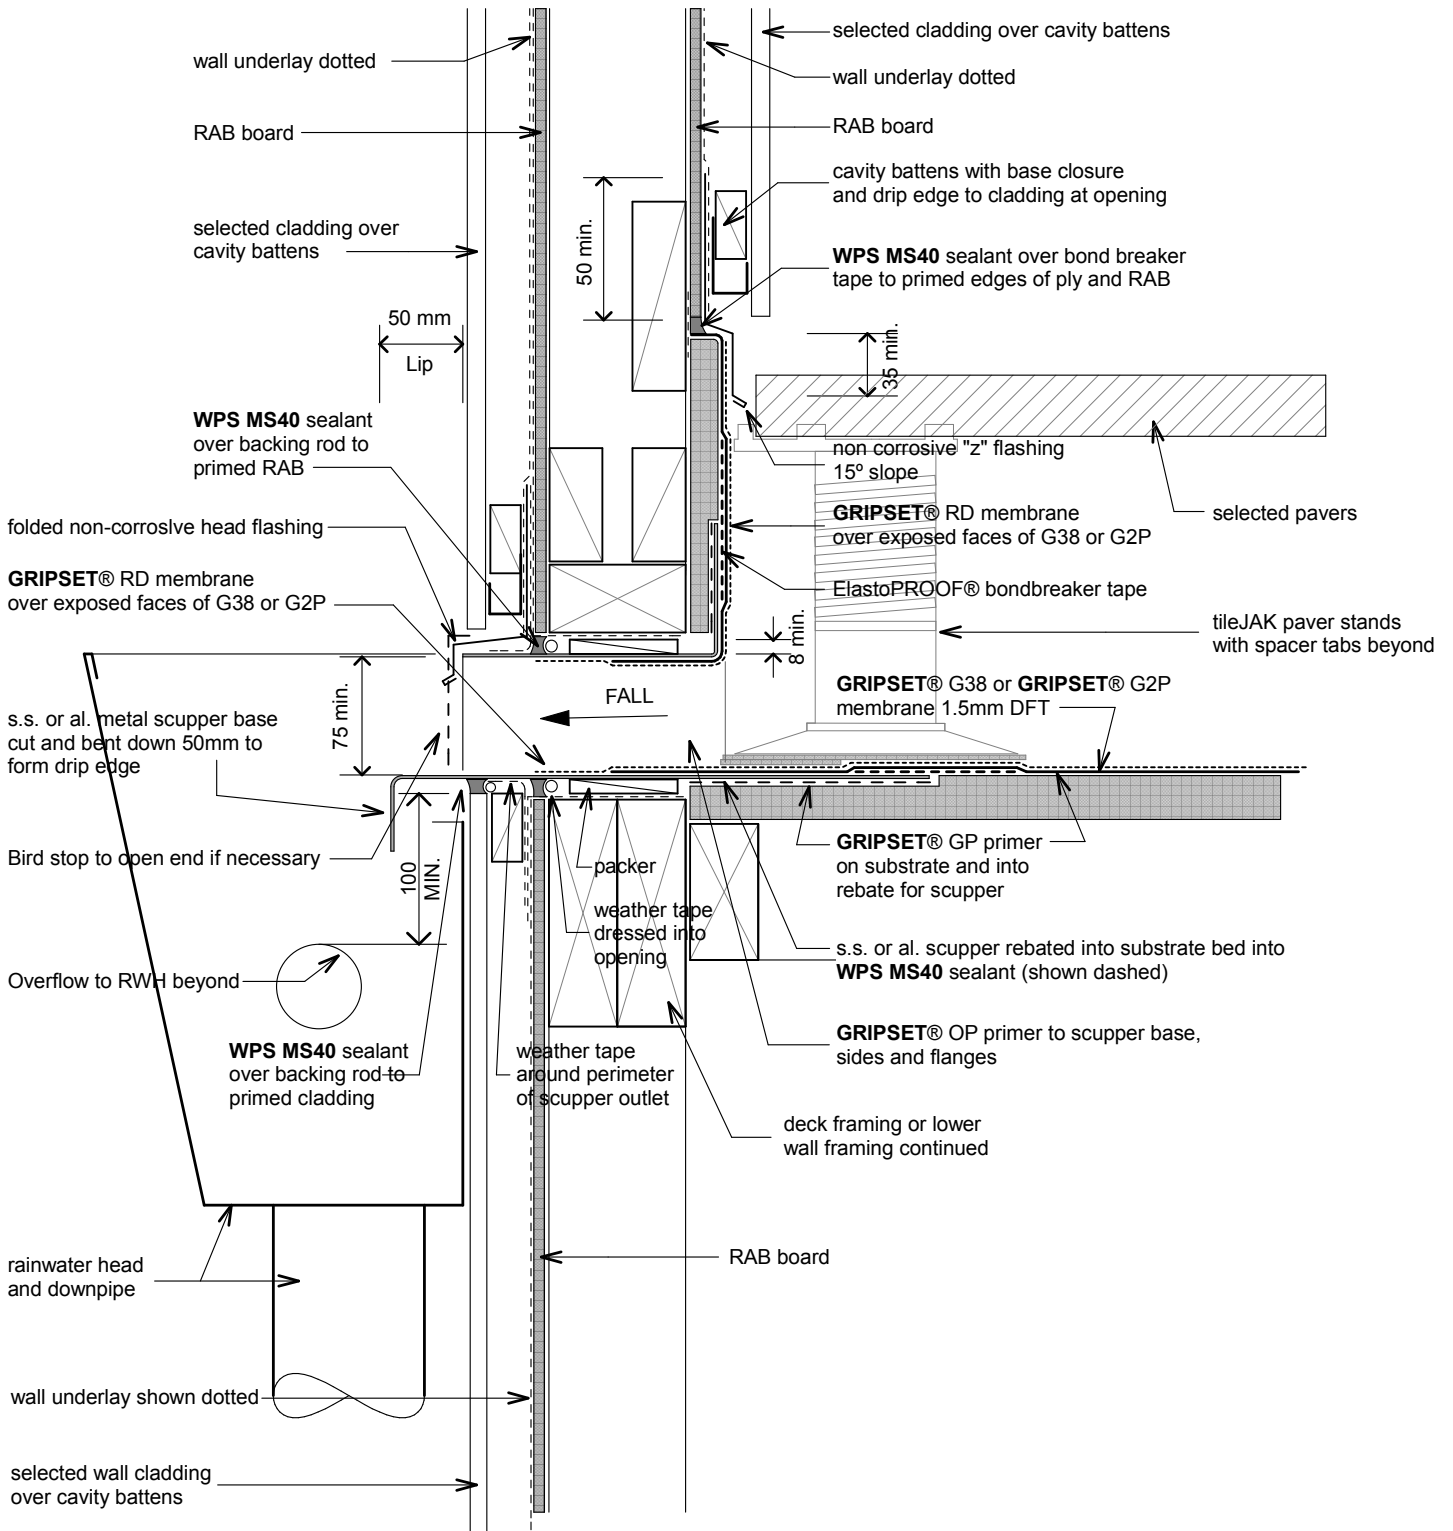 selected cladding over cavity battens
wall underlay dotted
wall underlay dotted
RAB board
RAB board
cavity battens with base closure
and drip edge to cladding at opening
selected cladding over
cavity battens
50 min.
WPS MS40 sealant over bond breaker
tape to primed edges of ply and RAB
50 mm
Lip
35 min.
WPS MS40 sealant
over backing rod to
primed RAB
non corrosive "z" flashing
15º slope
folded non-corrosIve head flashing
GRIPSET® RD membrane
over exposed faces of G38 or G2P
selected pavers
GRIPSET® RD membrane
over exposed faces of G38 or G2P
ElastoPROOF® bondbreaker tape
tileJAK paver stands
with spacer tabs beyond
8 min.
FALL
75 min.
GRIPSET® G38 or GRIPSET® G2P
membrane 1.5mm DFT
s.s. or al. metal scupper base
cut and bent down 50mm to
form drip edge
Bird stop to open end if necessary
100
MIN.
packer
GRIPSET® GP primer
on substrate and into
rebate for scupper
weather tape
dressed into
opening
s.s. or al. scupper rebated into substrate bed into
WPS MS40 sealant (shown dashed)
Overflow to RWH beyond
GRIPSET® OP primer to scupper base,
sides and flanges
WPS MS40 sealant
over backing rod to
primed cladding
weather tape
around perimeter
of scupper outlet
deck framing or lower
wall framing continued
rainwater head
and downpipe
RAB board
wall underlay shown dotted
selected wall cladding
over cavity battens